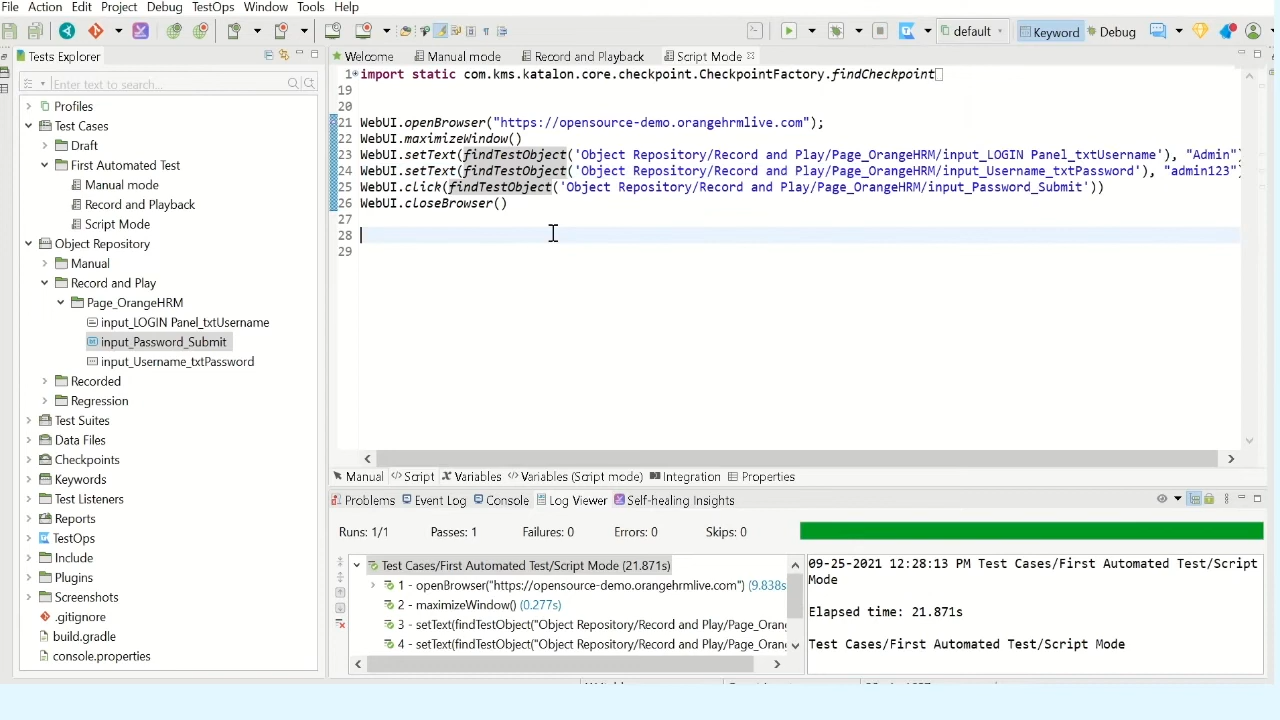 File Action Edit Project Debug TestOps Window Tools Help
default Keyword Debug
Tests Explorer
Enter text to search...
Profiles
Test Cases
Draft
First Automated Test
Manual mode
Record and Playback
Script Mode
Object Repository
Manual
Record and Play
Page_OrangeHRM
input_LOGIN Panel_txtUsername
input_Password_Submit
input_Username_txtPassword
Recorded
Regression
Test Suites
Data Files
Checkpoints
Keywords
Test Listeners
Reports
TestOps
Include
Plugins
Screenshots
.gitignore
build.gradle
console.properties
Welcome Manual mode Record and Playback Script Mode
1 import static com.kms.katalon.core.checkpoint.CheckpointFactory.findCheckpoint
19
20
21 WebUI.openBrowser("https://opensource-demo.orangehrmlive.com");
22 WebUI.maximizeWindow()
23 WebUI.setText(findTestObject('Object Repository/Record and Play/Page_OrangeHRM/input_LOGIN Panel_txtUsername'), "Admin"
24 WebUI.setText(findTestObject('Object Repository/Record and Play/Page_OrangeHRM/input_Username_txtPassword'), "admin123"
25 WebUI.click(findTestObject('Object Repository/Record and Play/Page_OrangeHRM/input_Password_Submit'))
26 WebUI.closeBrowser()
27
28
29
Manual Script Variables Variables (Script mode) Integration Properties
Problems Event Log Console Log Viewer Self-healing Insights
Runs: 1/1 Passes: 1 Failures: 0 Errors: 0 Skips: 0
Test Cases/First Automated Test/Script Mode (21.871s)
1 - openBrowser("https://opensource-demo.orangehrmlive.com") (9.838s
2 - maximizeWindow() (0.277s)
3 - setText(findTestObject("Object Repository/Record and Play/Page_Oran
4 - setText(findTestObject("Object Repository/Record and Play/Page_Oran
09-25-2021 12:28:13 PM Test Cases/First Automated Test/Script
Mode
Elapsed time: 21.871s
Test Cases/First Automated Test/Script Mode